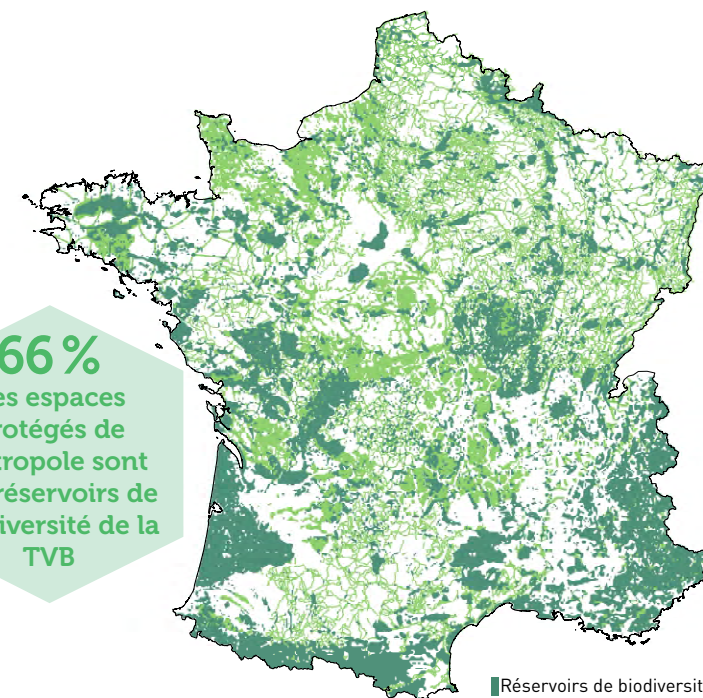 66 %
es espaces
rotégés de
tropole sont
réservoirs de
iversité de la
TVB
Réservoirs de biodiversit